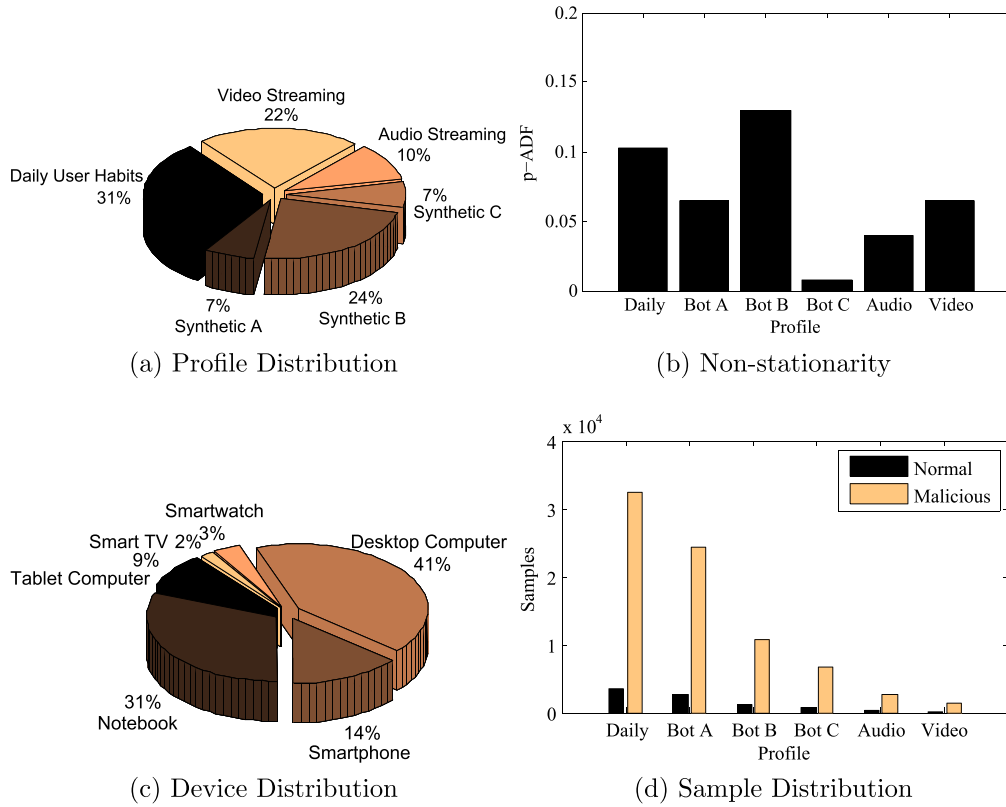 Video Streaming
22%
Audio Streaming
10%
Daily User Habits
31%
7%
Synthetic C
24%
Synthetic B
7%
Synthetic A
(a) Profile Distribution
0.2
0.15
0.1
0.05
0
p-ADF
Daily Bot A Bot B Bot C Audio Video
Profile
(b) Non-stationarity
Smartwatch
3%
Smart TV 2%
9%
Tablet Computer
Desktop Computer
41%
31%
Notebook
14%
Smartphone
(c) Device Distribution
x 10^4
4
3
2
1
0
Samples
Normal
Malicious
Daily Bot A Bot B Bot C Audio Video
Profile
(d) Sample Distribution